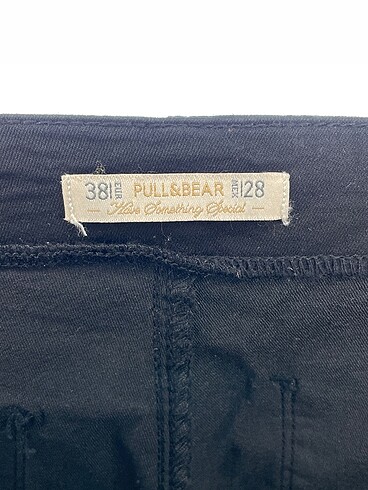 38 EUR PULL&BEAR MEX 28
— Have Something Special —